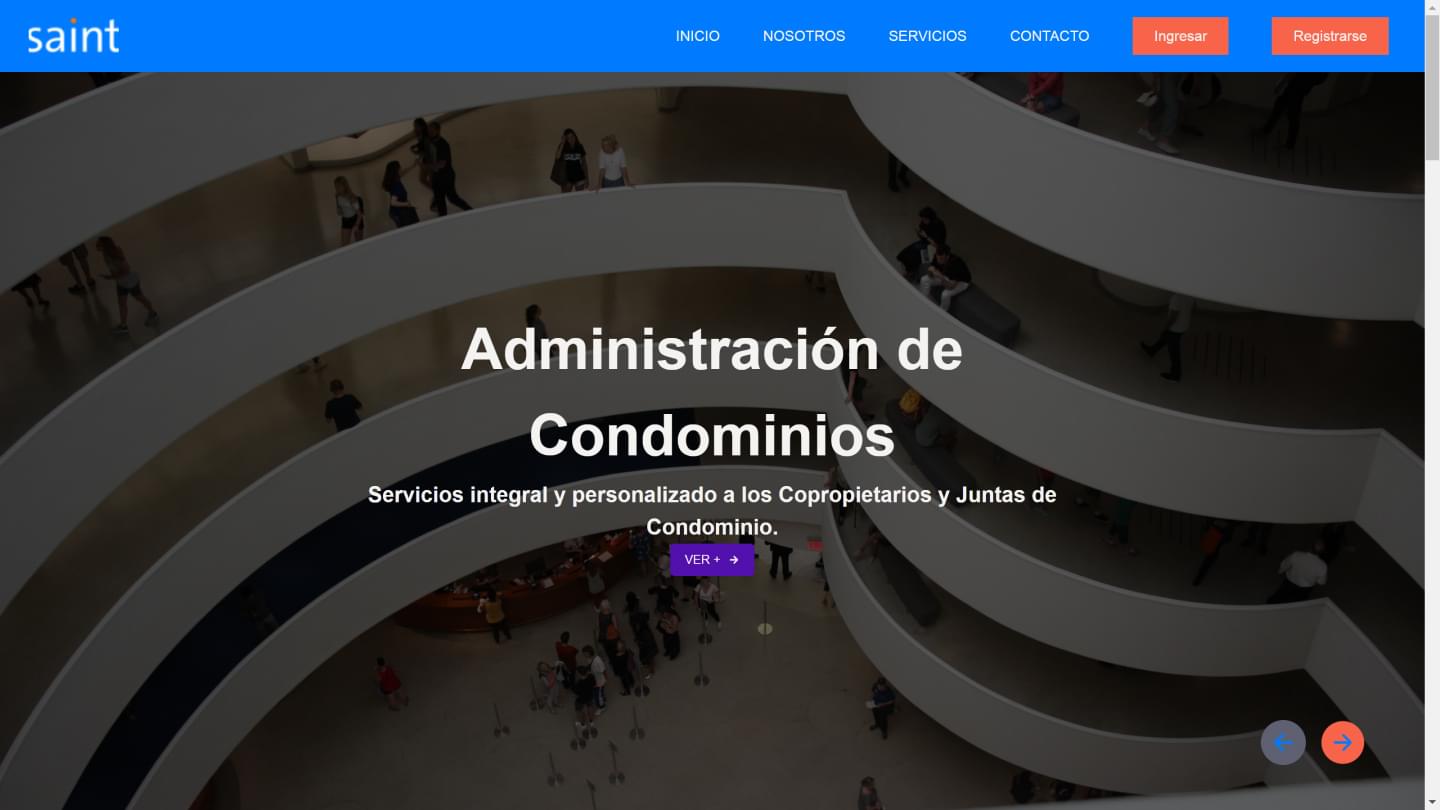 saint
INICIO
NOSOTROS
SERVICIOS
CONTACTO
Ingresar
Registrarse
Administración de
Condominios
Servicios integral y personalizado a los Copropietarios y Juntas de
Condominio.
VER +